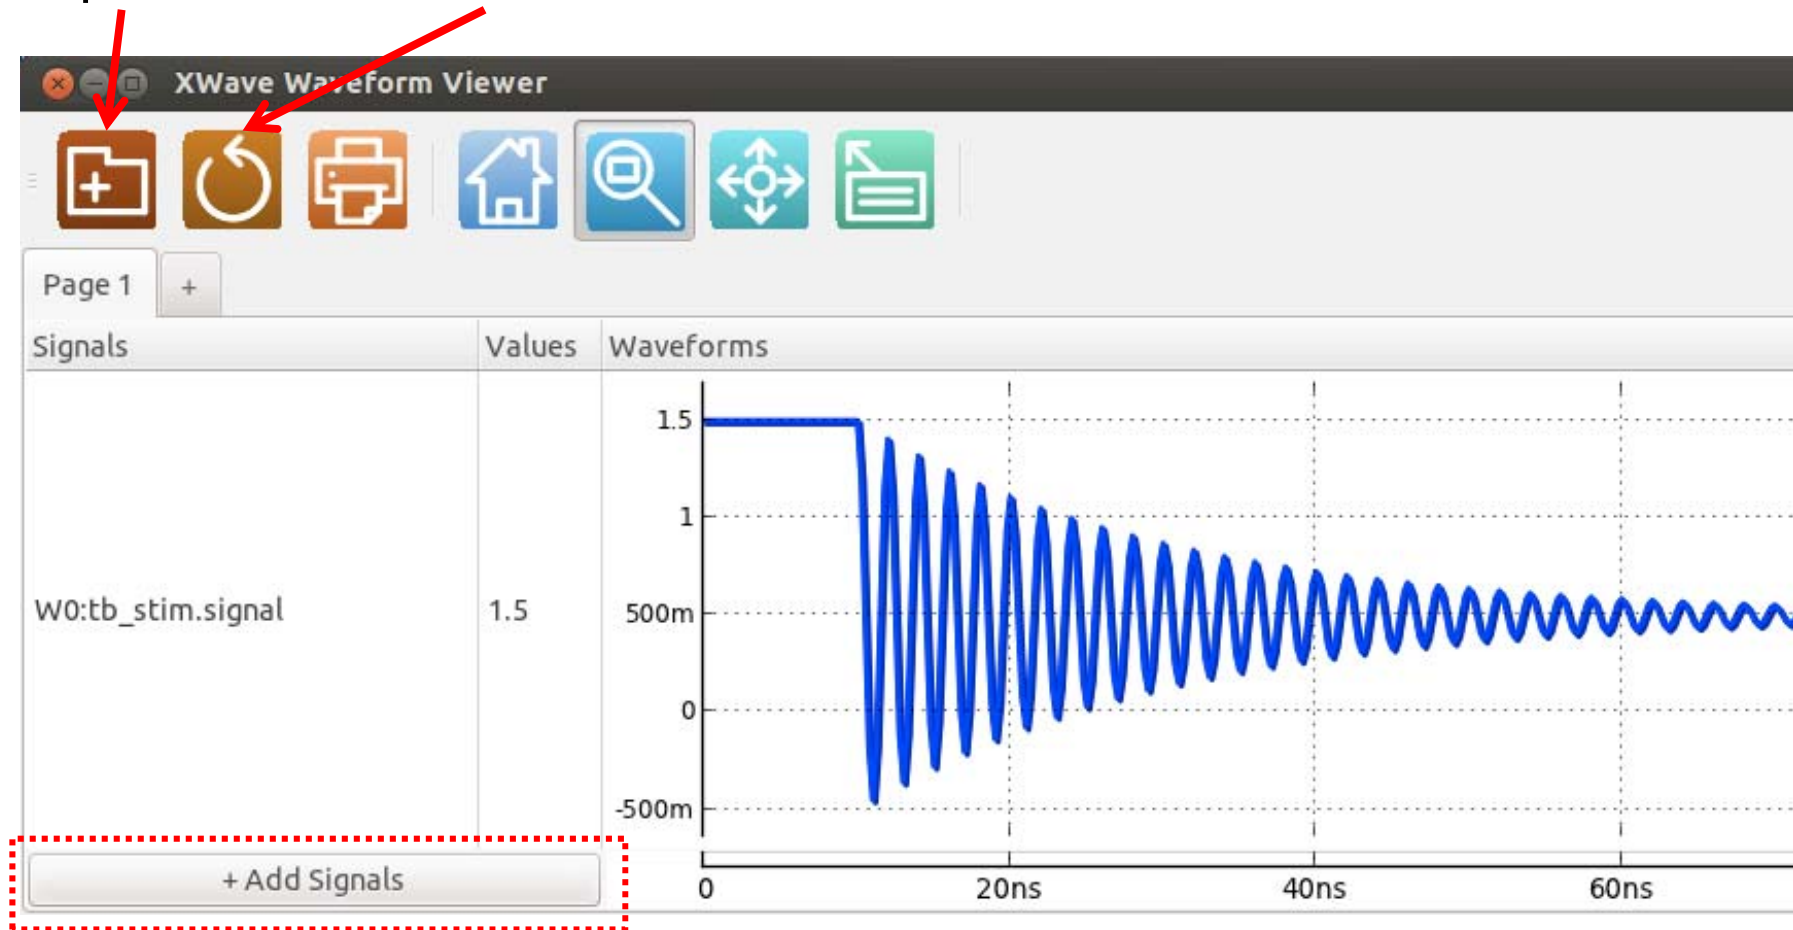 XWave Waveform Viewer
Page 1 +
Signals Values Waveforms
1.5
1
W0:tb_stim.signal 1.5 500m
0
-500m
+ Add Signals
0 20ns 40ns 60ns